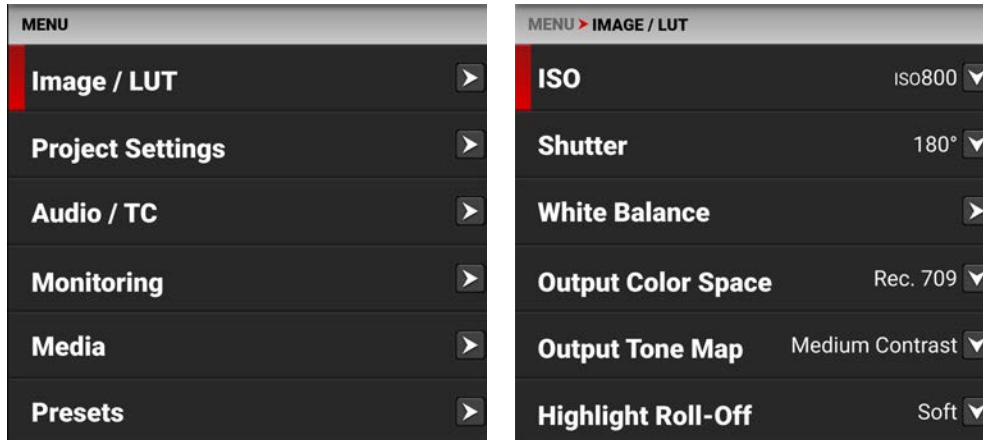 MENU
Image / LUT
Project Settings
Audio / TC
Monitoring
Media
Presets
MENU > IMAGE / LUT
ISO ISO800
Shutter 180°
White Balance
Output Color Space Rec. 709
Output Tone Map Medium Contrast
Highlight Roll-Off Soft